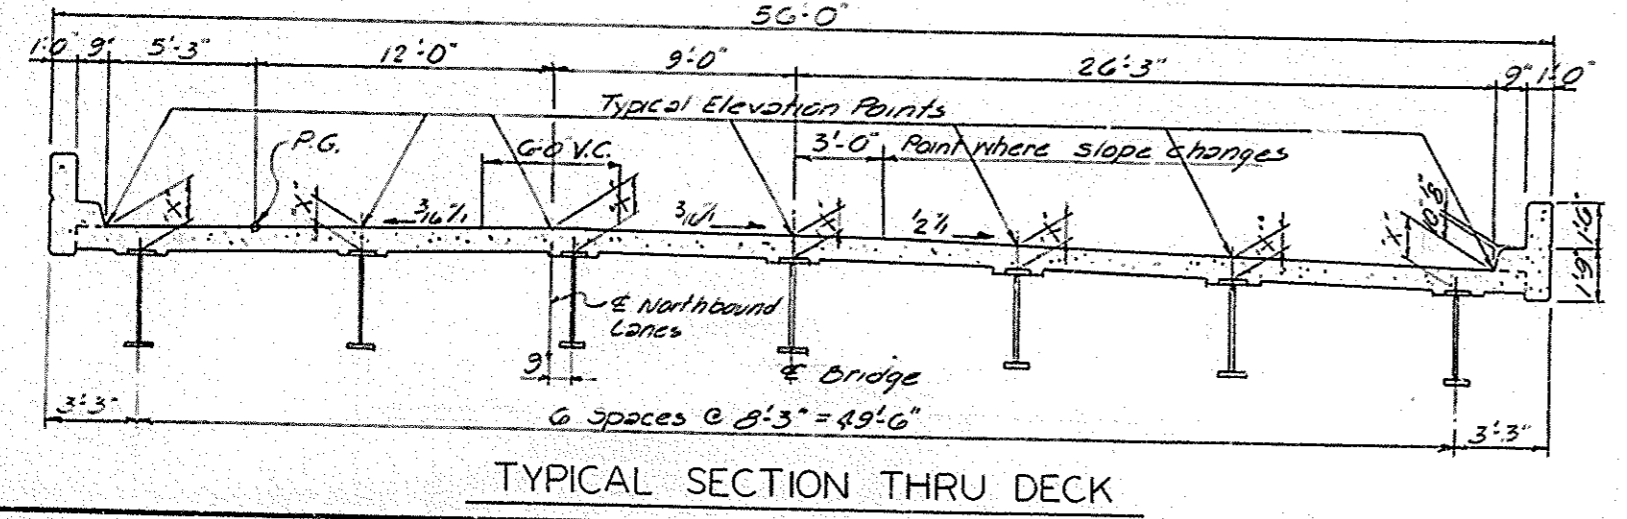 56'-0"
1'-0" 9" 5'-3" 12'-0" 9'-0" 26'-3" 9" 1'-0"
Typical Elevation Points
P.G.
6'-0" V.C.
3'-0"
Point where slope changes
"X" "X" 3/16"/1 "X" 3/16"/1 "X" 1/2"/1 "X" "X" "X" 10 5/8" 1'-6"
1'-9"
℄ Northbound
Lanes
9"
℄ Bridge
3'-3" 6 Spaces @ 8'-3" = 49'-6" 3'-3"
TYPICAL SECTION THRU DECK